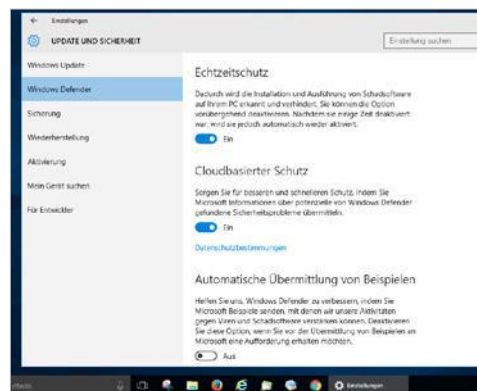 Einstellungen
UPDATE UND SICHERHEIT
Einstellung suchen
Windows Update
Windows Defender
Sicherung
Wiederherstellung
Aktivierung
Mein Gerät suchen
Für Entwickler
Echtzeitschutz
Dadurch wird die Installation und Ausführung von Schadsoftware
auf Ihrem PC erkannt und verhindert. Sie können die Option
vorübergehend deaktivieren. Nachdem sie einige Zeit deaktiviert
war, wird sie jedoch automatisch wieder aktiviert.
Ein
Cloudbasierter Schutz
Sorgen Sie für besseren und schnelleren Schutz, indem Sie
Microsoft Informationen über potenzielle von Windows Defender
gefundene Sicherheitsprobleme übermitteln.
Ein
Datenschutzbestimmungen
Automatische Übermittlung von Beispielen
Helfen Sie uns, Windows Defender zu verbessern, indem Sie
Microsoft Beispiele senden, mit denen wir unsere Aktivitäten
gegen Viren und Schadsoftware verstärken können. Deaktivieren
Sie diese Option, wenn Sie vor der Übermittlung von Beispielen an
Microsoft eine Aufforderung erhalten möchten.
Aus
Einstellungen